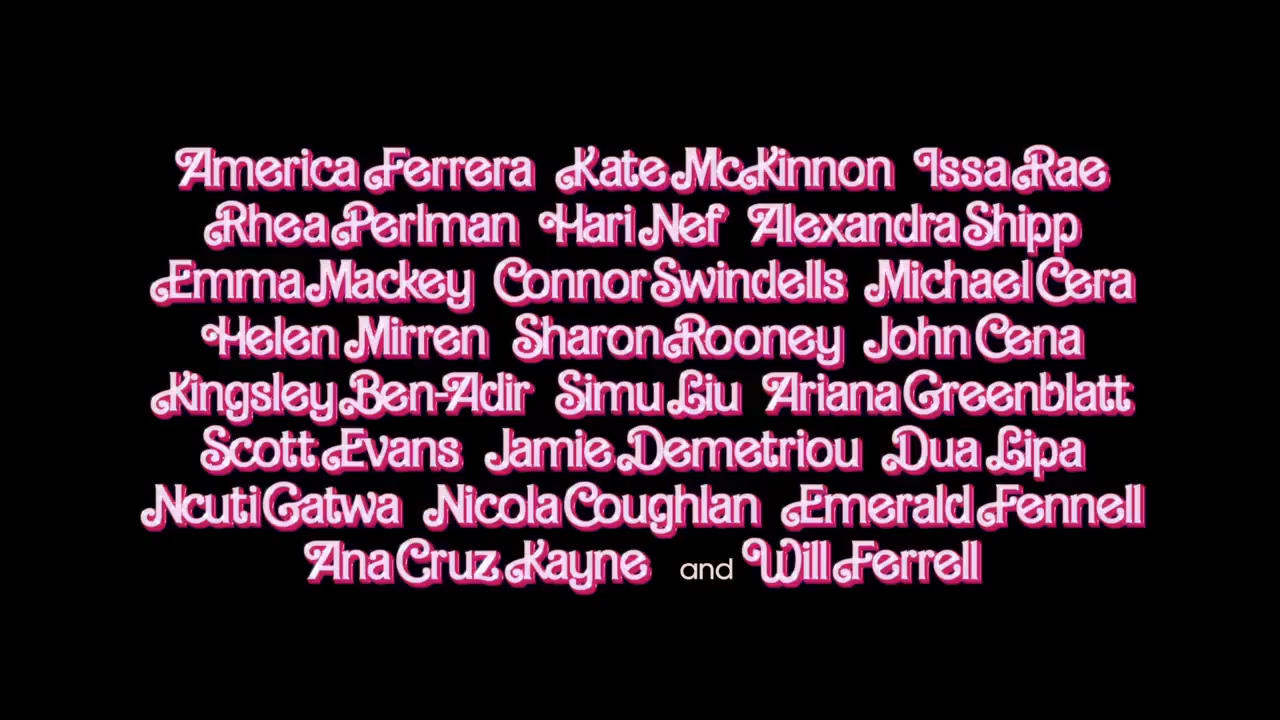 America Ferrera Kate McKinnon Issa Rae
Rhea Perlman Hari Nef Alexandra Shipp
Emma Mackey Connor Swindells Michael Cera
Helen Mirren Sharon Rooney John Cena
Kingsley Ben-Adir Simu Liu Ariana Greenblatt
Scott Evans Jamie Demetriou Dua Lipa
Ncuti Gatwa Nicola Coughlan Emerald Fennell
Ana Cruz Kayne and Will Ferrell